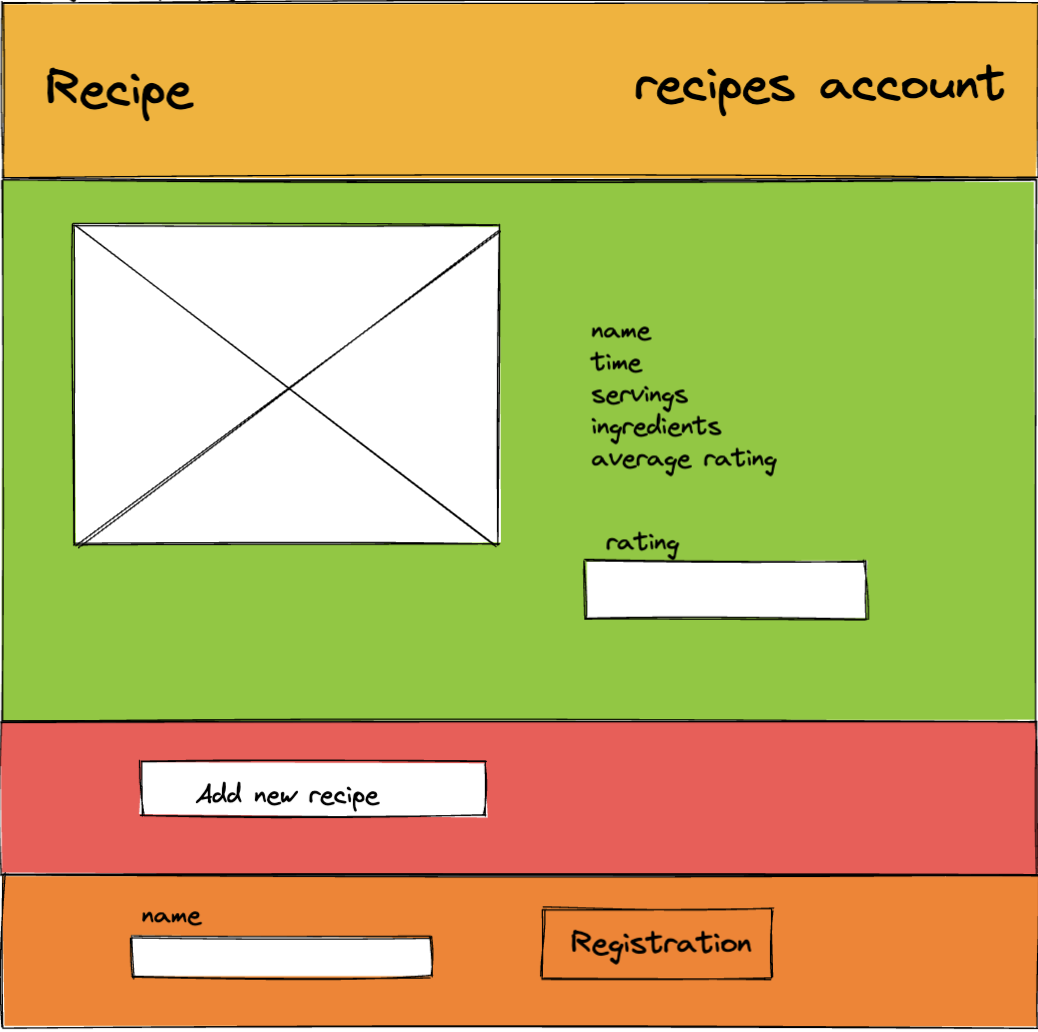 Recipe
recipes account
name
time
servings
ingredients
average rating
rating
Add new recipe
name
Registration